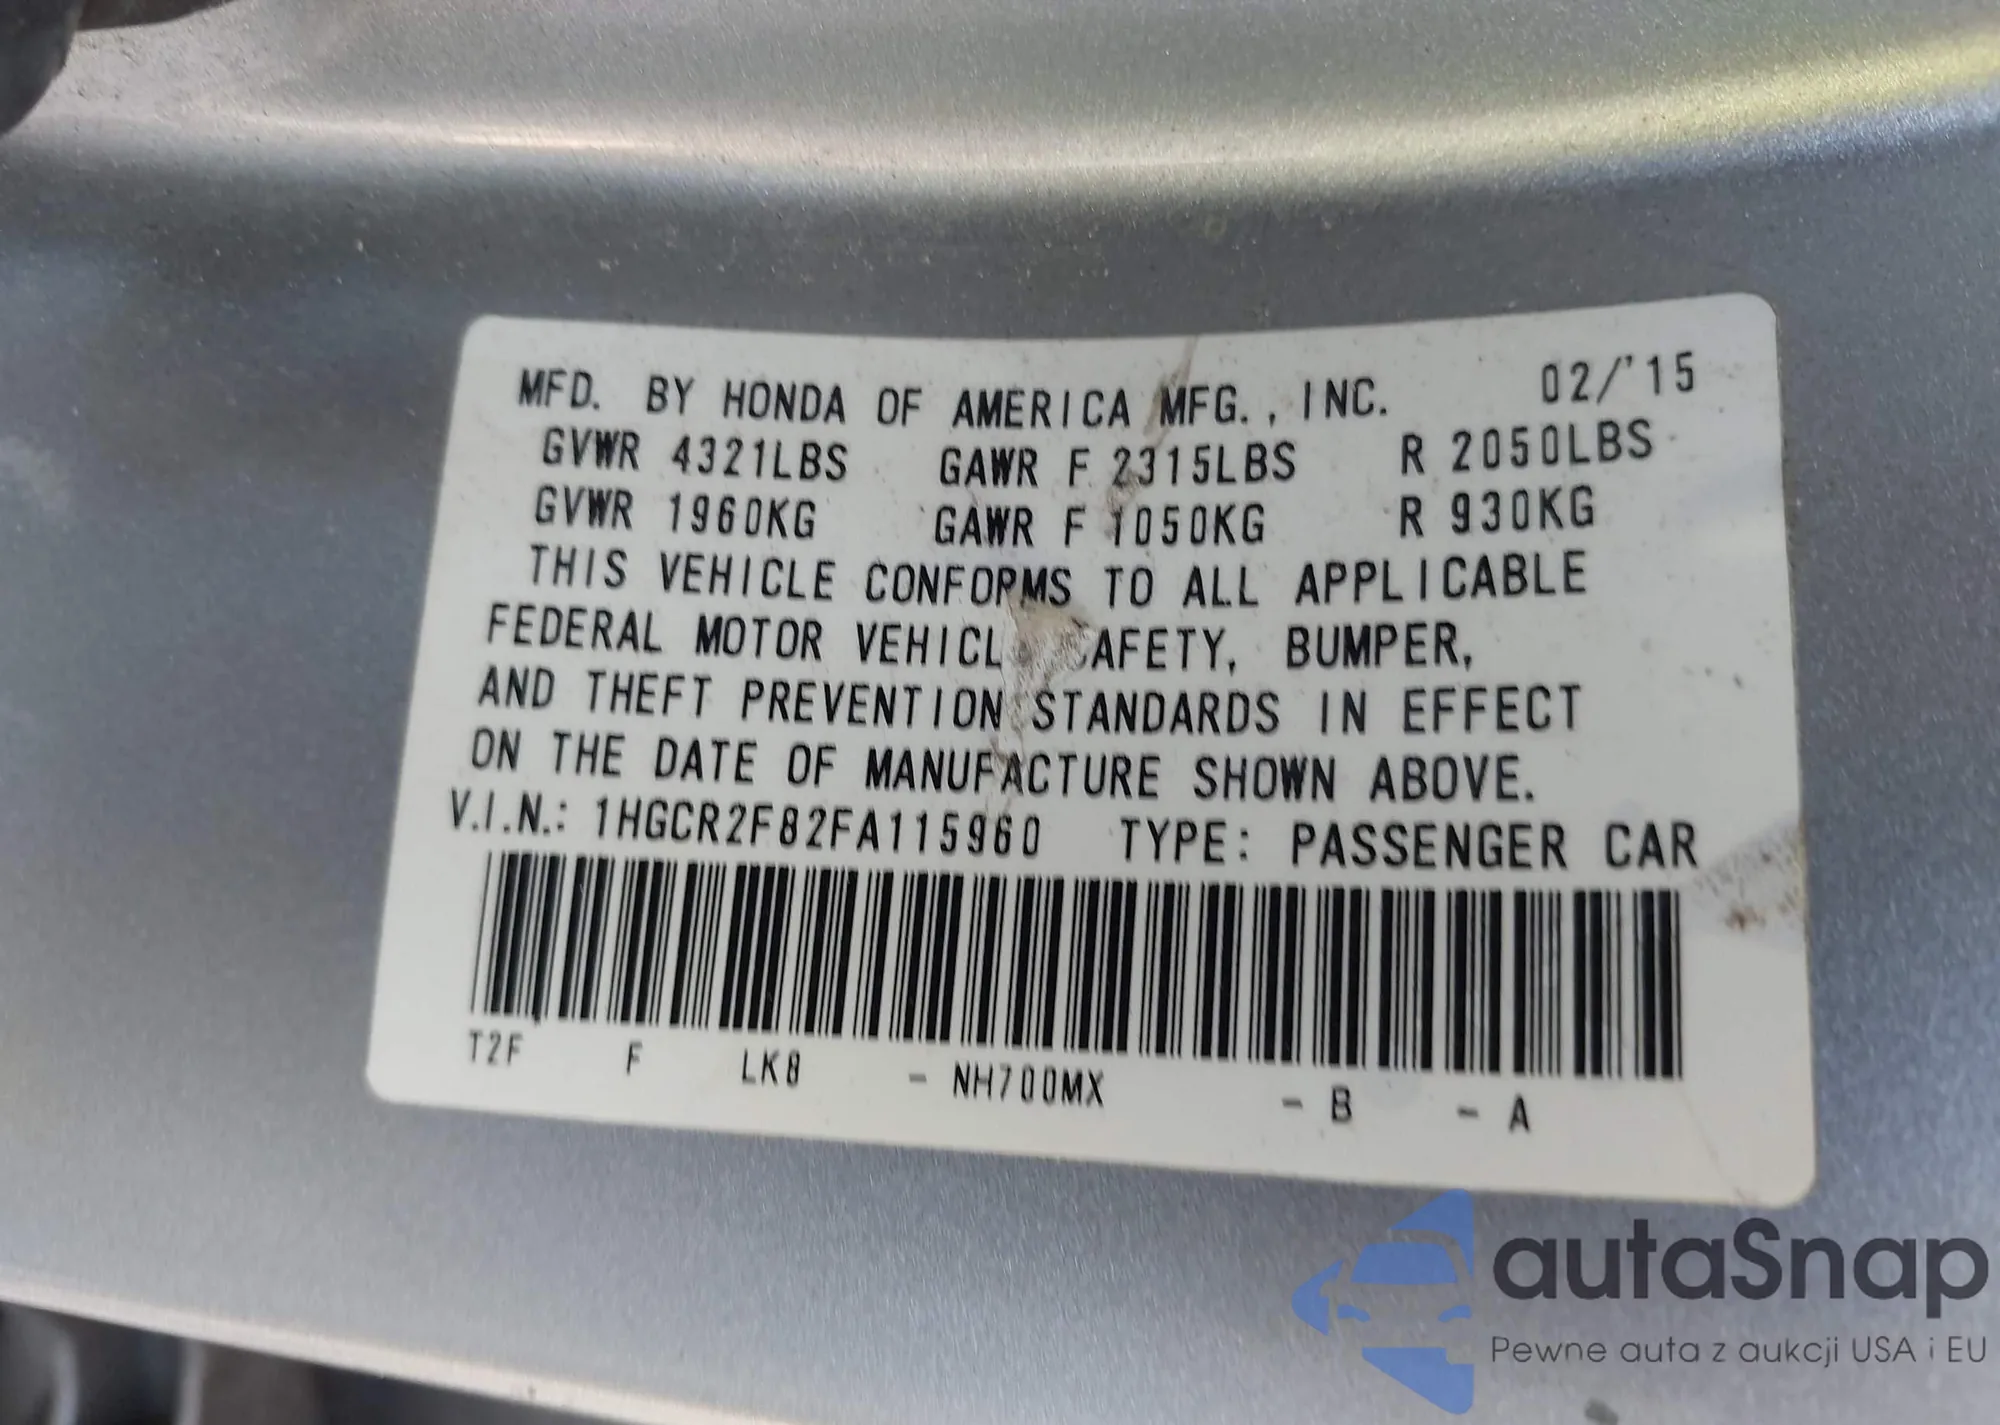 MFD. BY HONDA OF AMERICA MFG., INC. 02/'15
GVWR 4321LBS GAWR F 2315LBS R 2050LBS
GVWR 1960KG GAWR F 1050KG R 930KG
THIS VEHICLE CONFORMS TO ALL APPLICABLE
FEDERAL MOTOR VEHICLE SAFETY, BUMPER,
AND THEFT PREVENTION STANDARDS IN EFFECT
ON THE DATE OF MANUFACTURE SHOWN ABOVE.
V.I.N.: 1HGCR2F82FA115960 TYPE: PASSENGER CAR
T2F F LK8 - NH700MX - B - A
autaSnap
Pewne auta z aukcji USA i EU